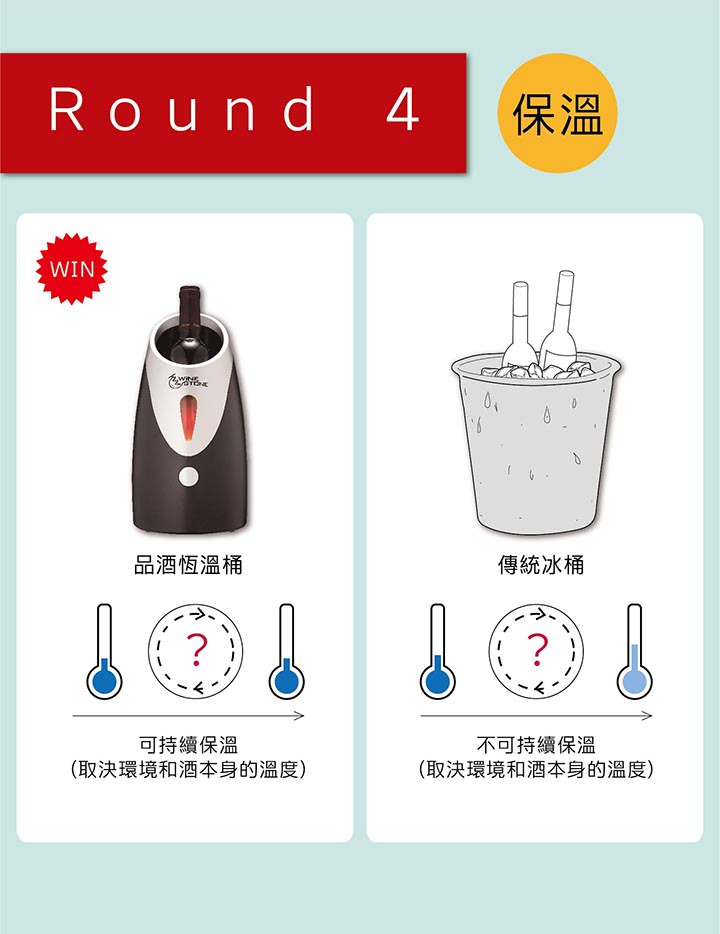 Round 4
保溫
WIN
WINE
STONE
品酒恆溫桶
?
可持續保溫
(取決環境和酒本身的溫度)
傳統冰桶
?
不可持續保溫
(取決環境和酒本身的溫度)